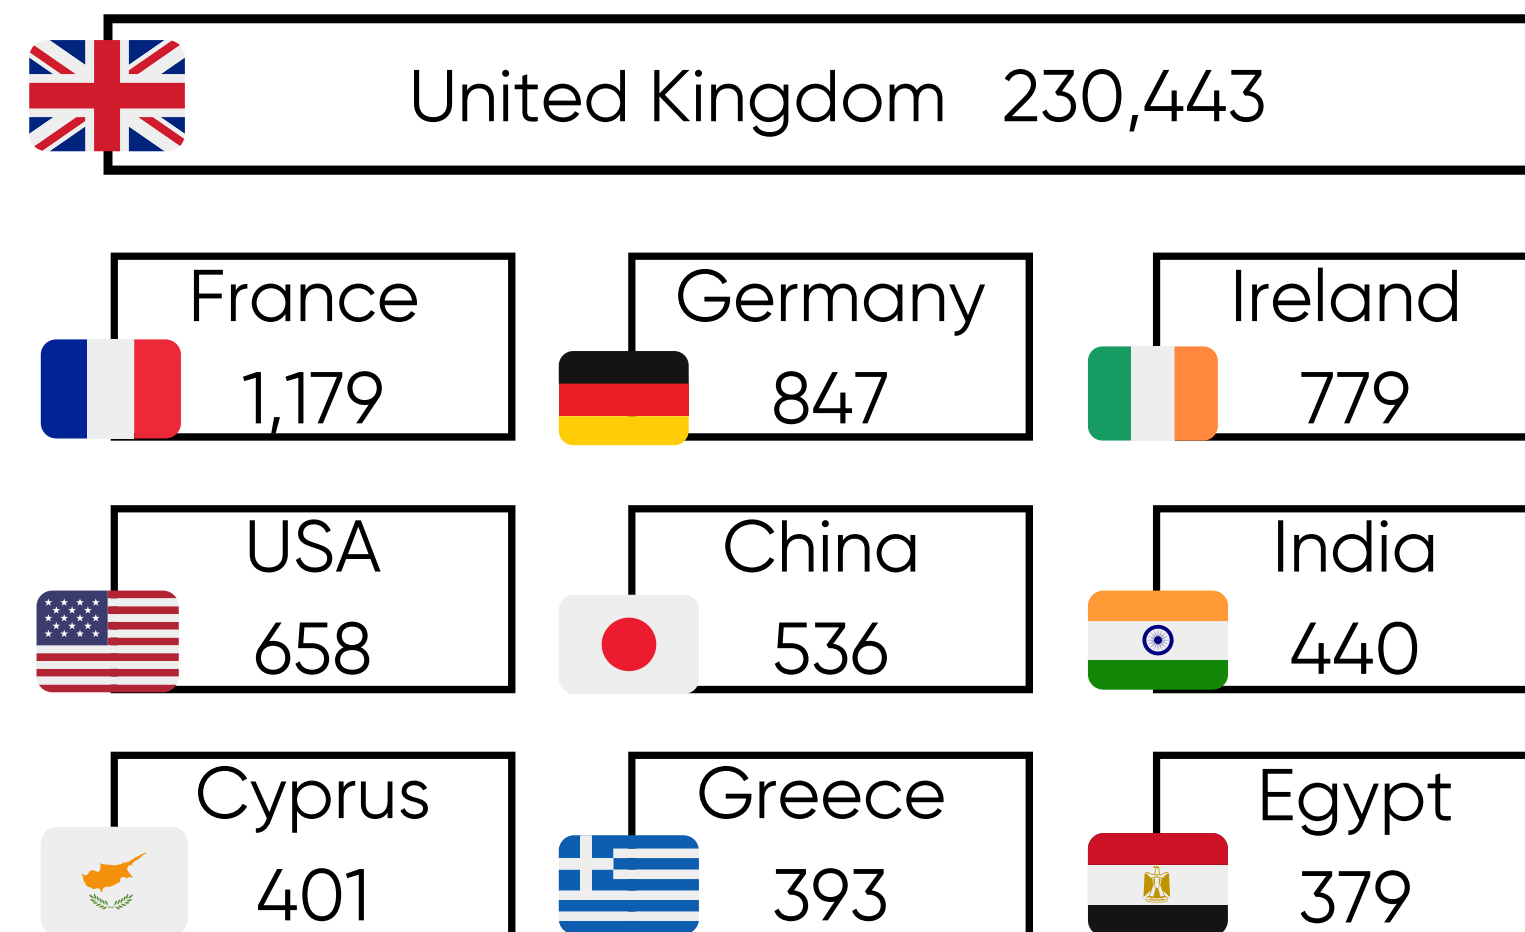 United Kingdom 230,443
France
1,179
Germany
847
Ireland
779
USA
658
China
536
India
440
Cyprus
401
Greece
393
Egypt
379